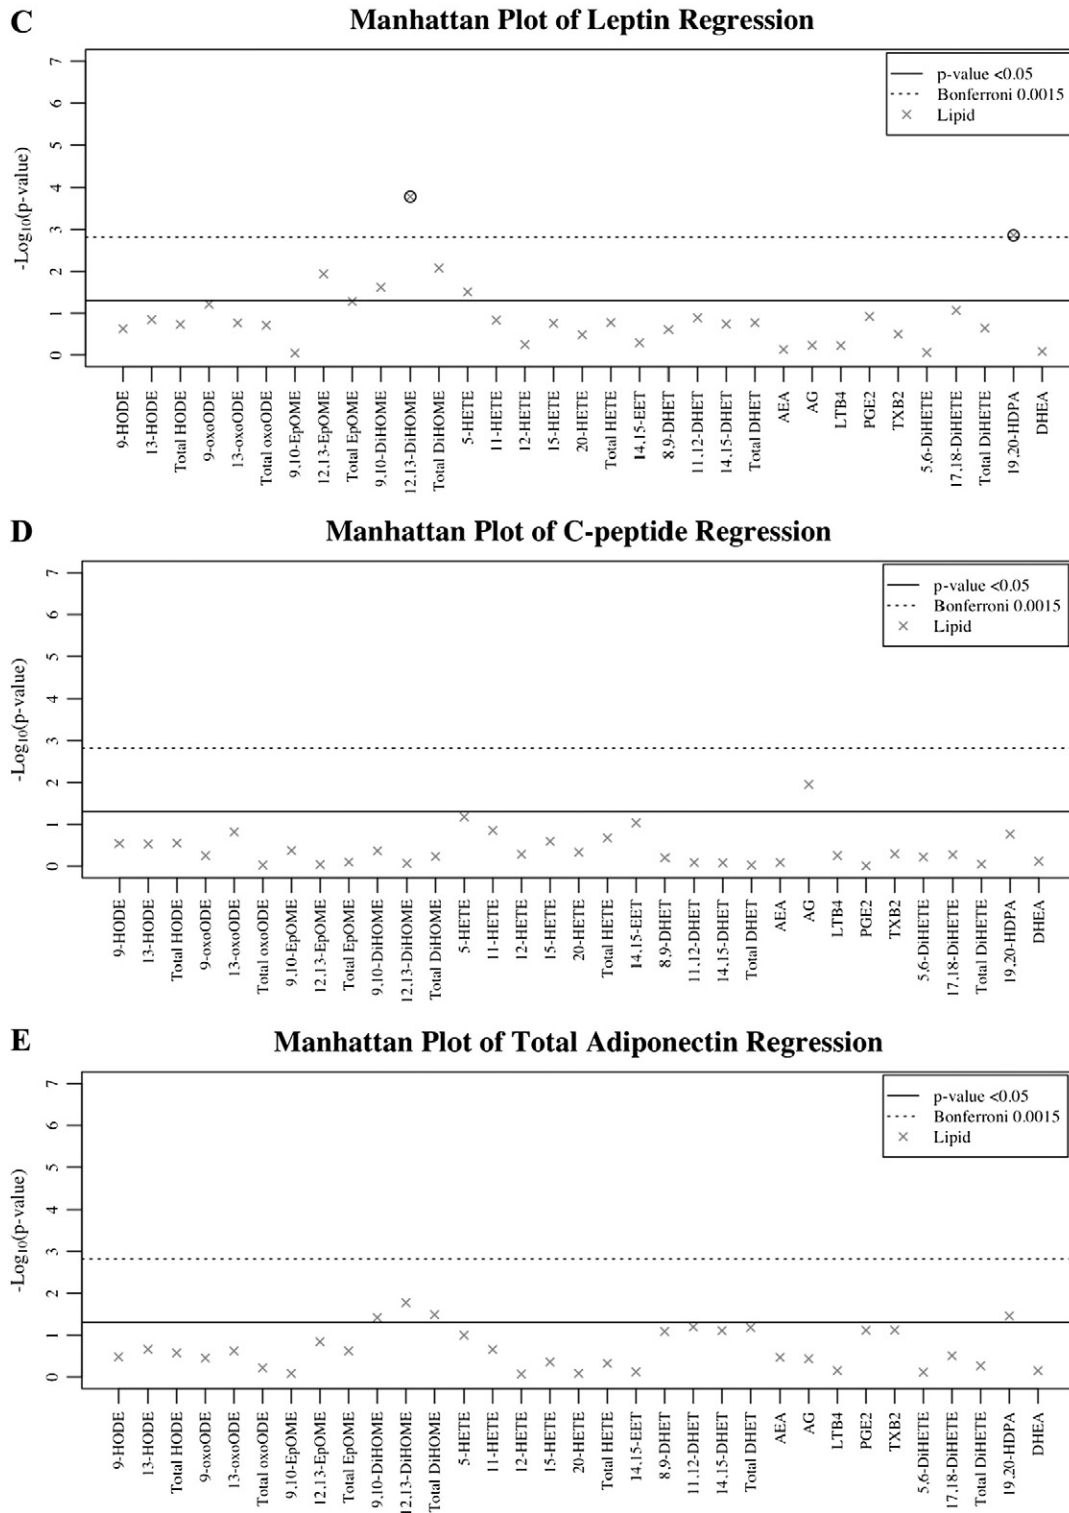 C
Manhattan Plot of Leptin Regression
-Log10(p-value)
7
6
5
4
3
2
1
0
p-value <0.05
Bonferroni 0.0015
Lipid
9-HODE
13-HODE
Total HODE
9-oxoODE
13-oxoODE
Total oxoODE
9,10-EpOME
12,13-EpOME
Total EpOME
9,10-DiHOME
12,13-DiHOME
Total DiHOME
5-HETE
11-HETE
12-HETE
15-HETE
20-HETE
Total HETE
14,15-EET
8,9-DHET
11,12-DHET
14,15-DHET
Total DHET
AEA
AG
LTB4
PGE2
TXB2
5,6-DiHETE
17,18-DiHETE
Total DiHETE
19,20-HDPA
DHEA
D
Manhattan Plot of C-peptide Regression
-Log10(p-value)
7
6
5
4
3
2
1
0
p-value <0.05
Bonferroni 0.0015
Lipid
9-HODE
13-HODE
Total HODE
9-oxoODE
13-oxoODE
Total oxoODE
9,10-EpOME
12,13-EpOME
Total EpOME
9,10-DiHOME
12,13-DiHOME
Total DiHOME
5-HETE
11-HETE
12-HETE
15-HETE
20-HETE
Total HETE
14,15-EET
8,9-DHET
11,12-DHET
14,15-DHET
Total DHET
AEA
AG
LTB4
PGE2
TXB2
5,6-DiHETE
17,18-DiHETE
Total DiHETE
19,20-HDPA
DHEA
E
Manhattan Plot of Total Adiponectin Regression
-Log10(p-value)
7
6
5
4
3
2
1
0
p-value <0.05
Bonferroni 0.0015
Lipid
9-HODE
13-HODE
Total HODE
9-oxoODE
13-oxoODE
Total oxoODE
9,10-EpOME
12,13-EpOME
Total EpOME
9,10-DiHOME
12,13-DiHOME
Total DiHOME
5-HETE
11-HETE
12-HETE
15-HETE
20-HETE
Total HETE
14,15-EET
8,9-DHET
11,12-DHET
14,15-DHET
Total DHET
AEA
AG
LTB4
PGE2
TXB2
5,6-DiHETE
17,18-DiHETE
Total DiHETE
19,20-HDPA
DHEA